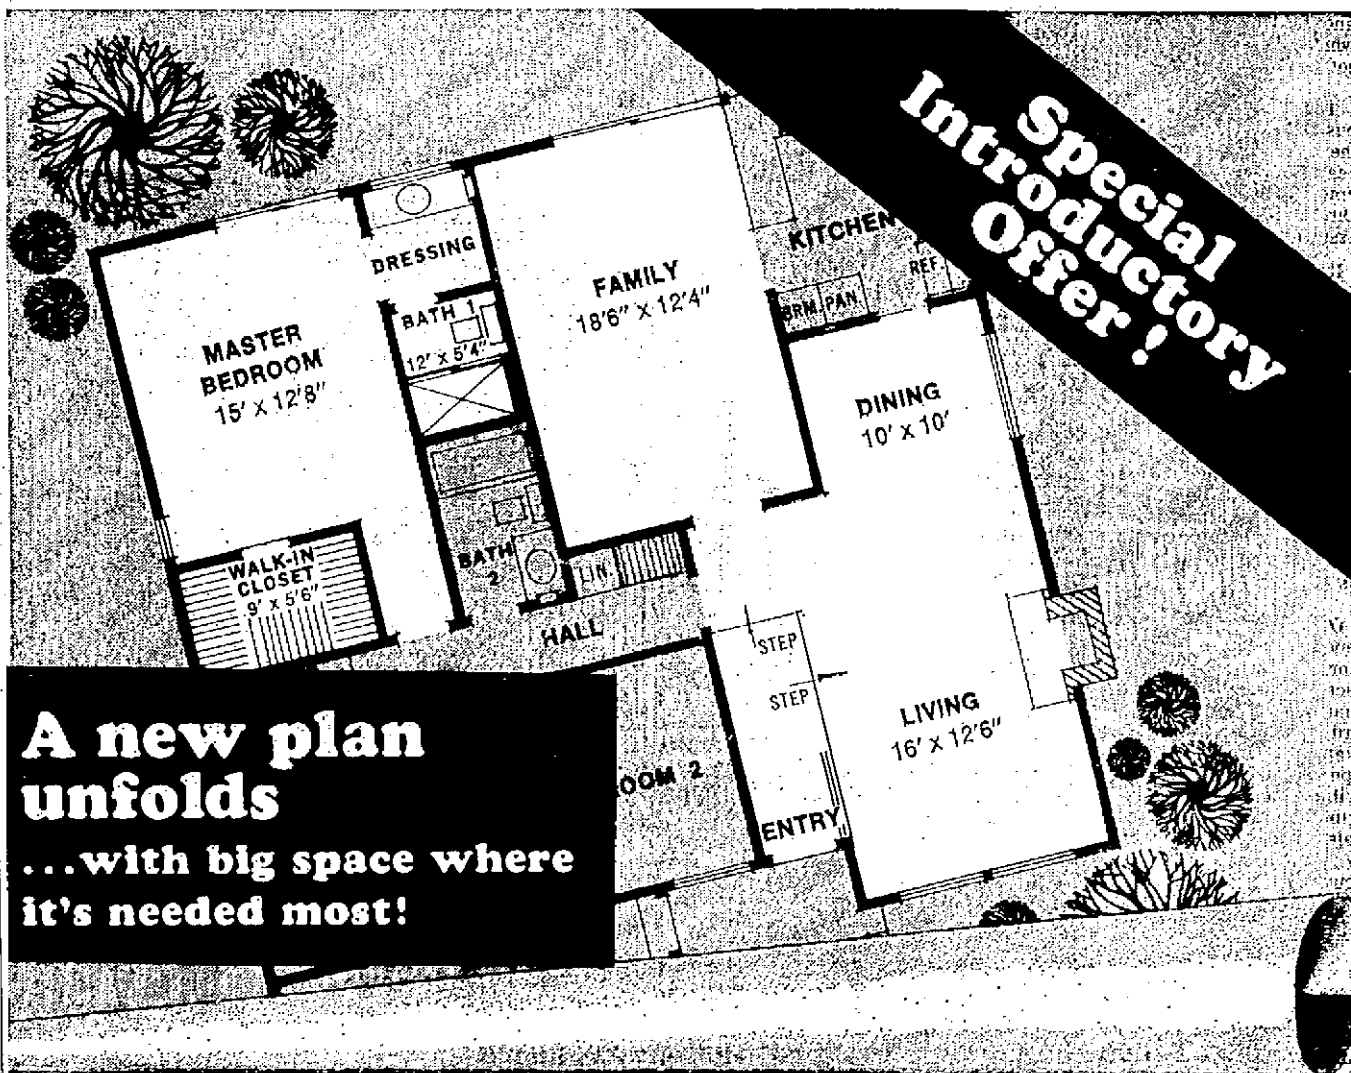 Special
Introductory
Offer!
KITCHEN
REF.
DRESSING
FAMILY
18'6" X 12'4"
BRM. PAN.
BATH 1
12' X 5'4"
MASTER
BEDROOM
15' X 12'8"
DINING
10' X 10'
WALK-IN
CLOSET
9' X 5'6"
BATH
2
LIN.
HALL
STEP
STEP
LIVING
16' X 12'6"
OOM 2
ENTRY
A new plan
unfolds
...with big space where
it's needed most!